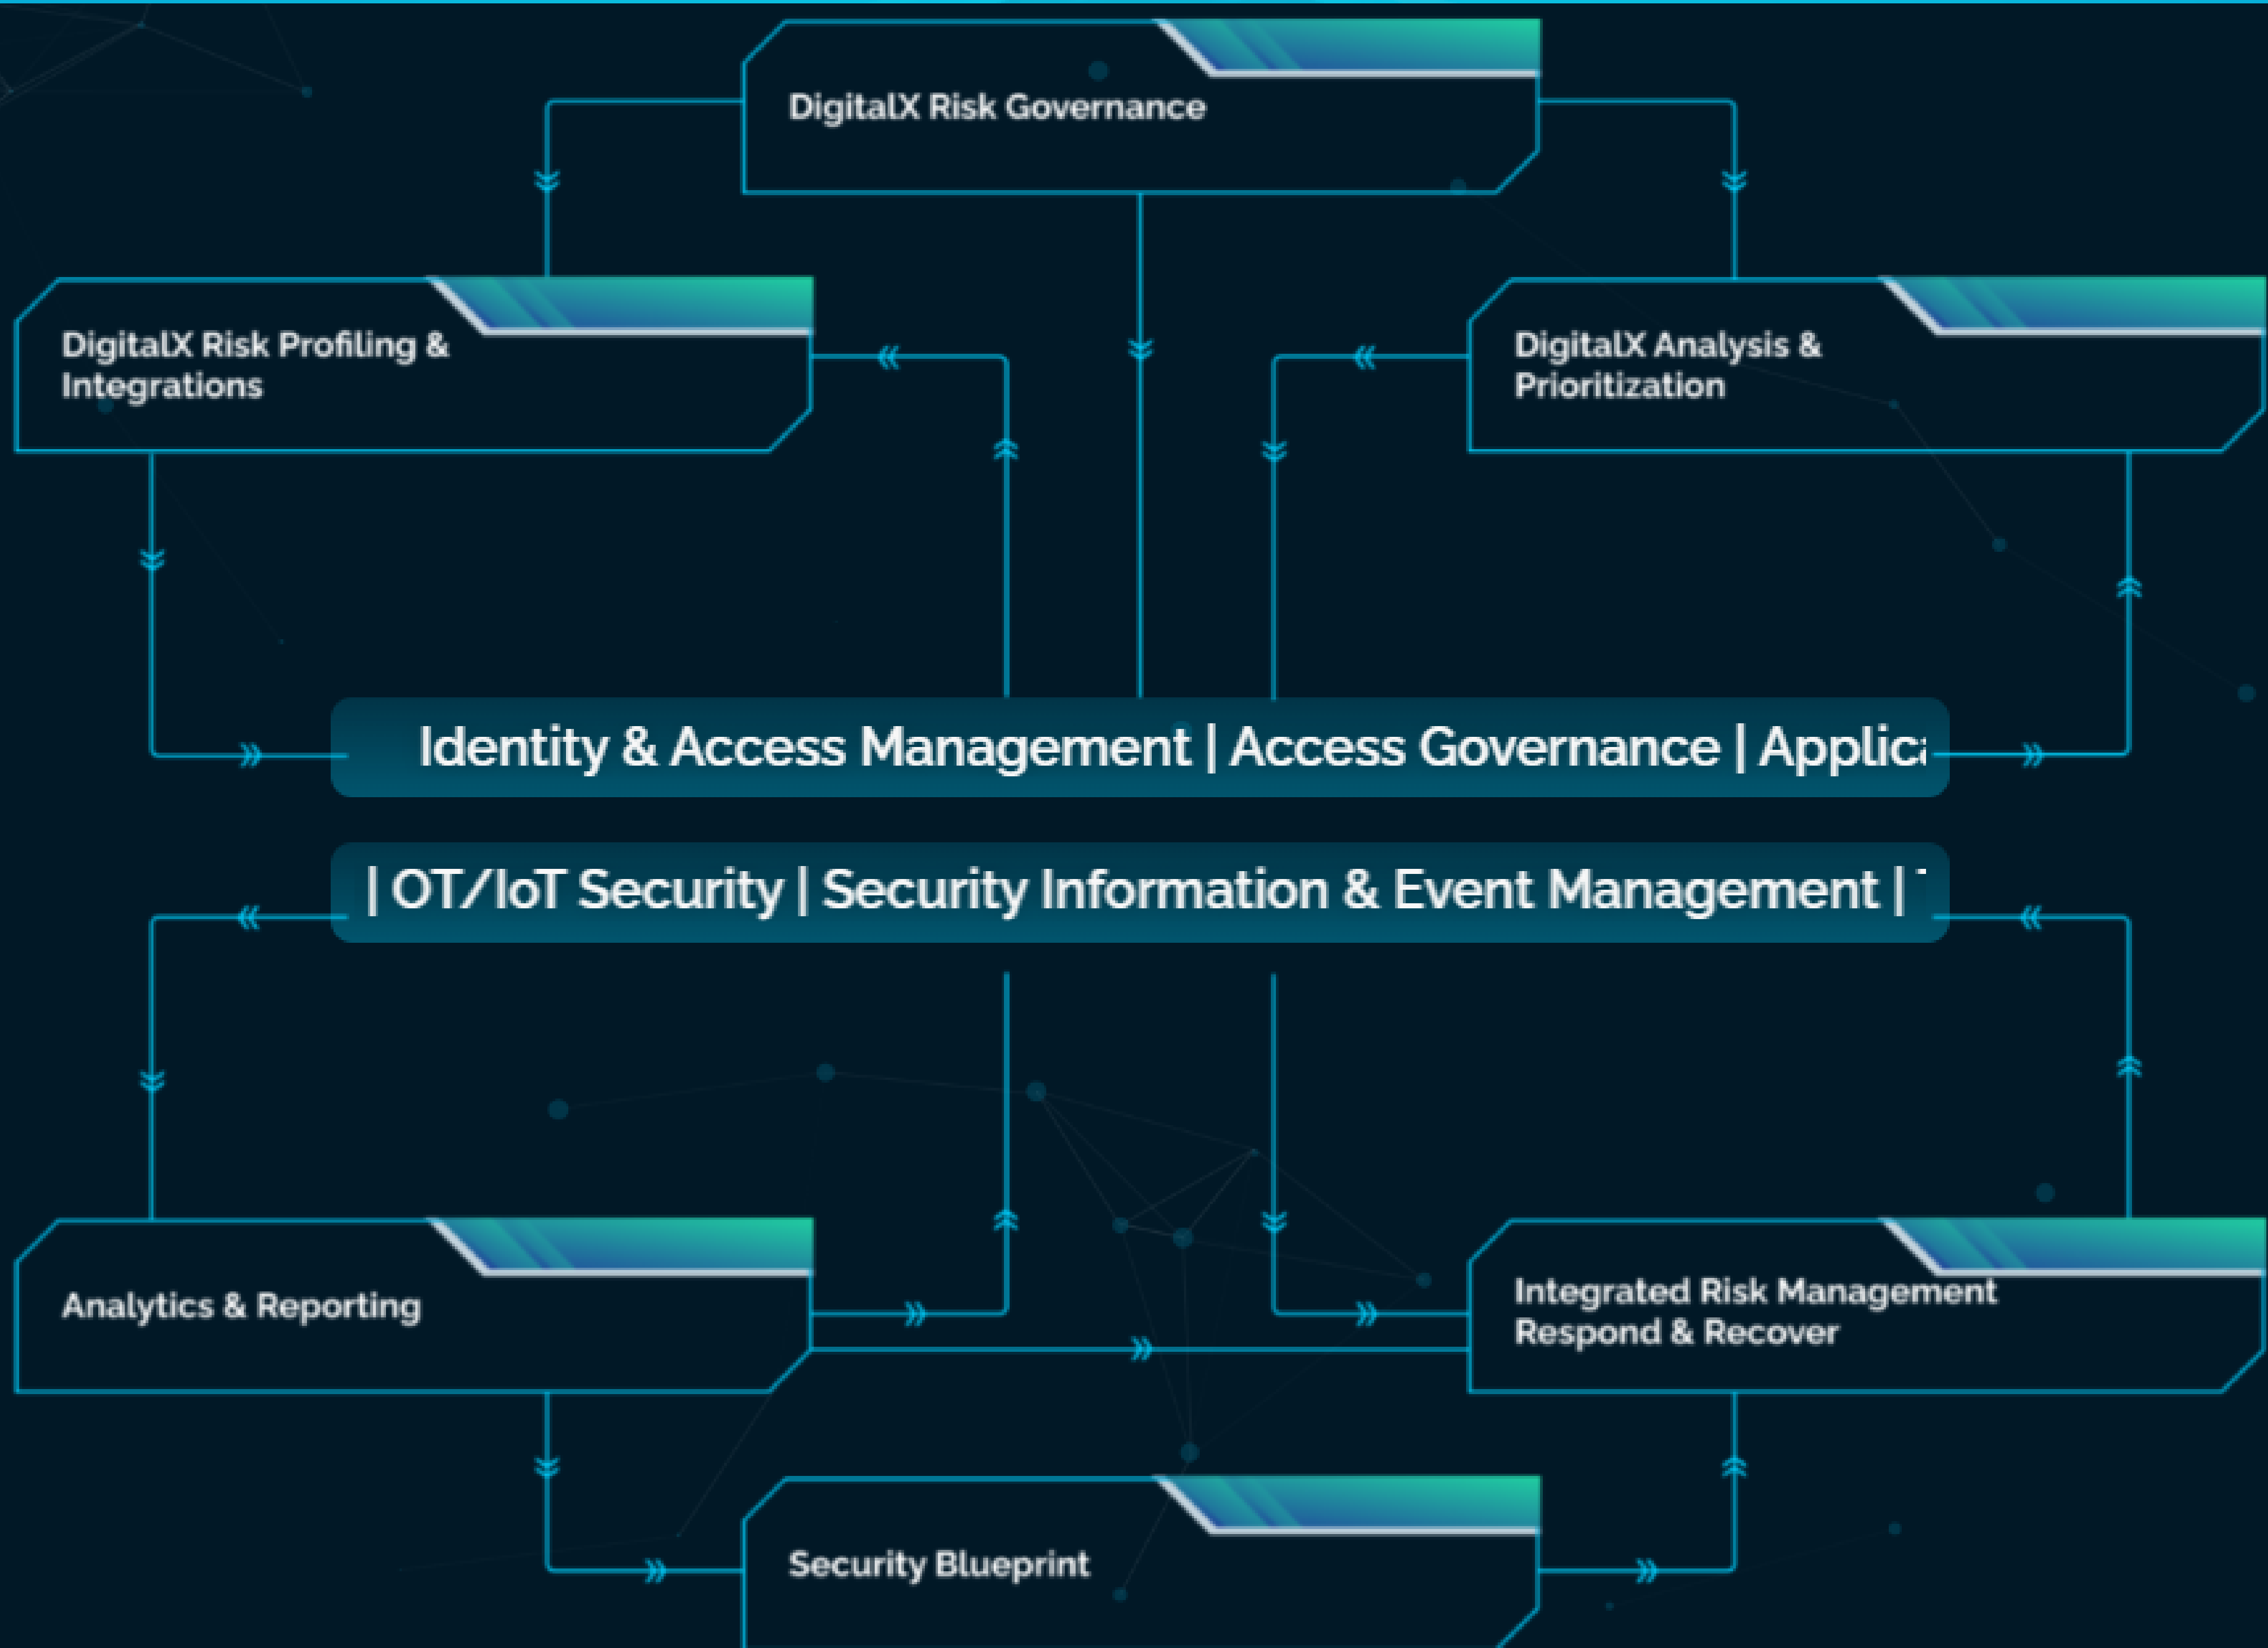 DigitalX Risk Governance
DigitalX Risk Profiling &
Integrations
DigitalX Analysis &
Prioritization
Identity & Access Management | Access Governance |
| OT/IoT Security | Security Information & Event Management |
Analytics & Reporting
Integrated Risk Management
Respond & Recover
Security Blueprint